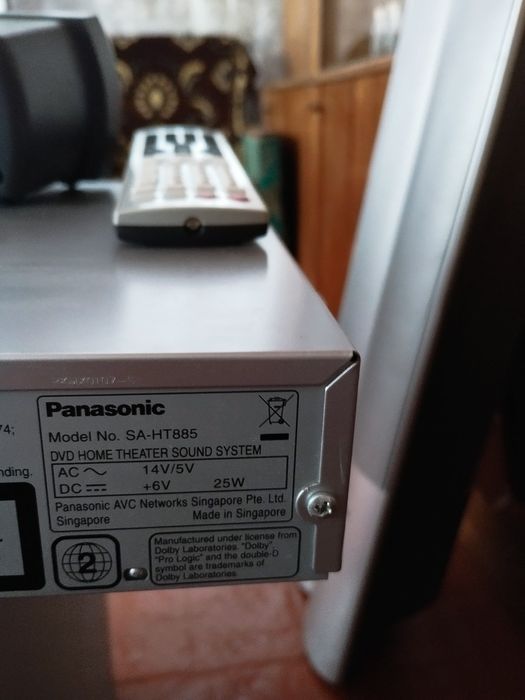 74;
nding.
Panasonic
Model No. SA-HT885
DVD HOME THEATER SOUND SYSTEM
AC 14V/5V
DC +6V 25W
Panasonic AVC Networks Singapore Pte. Ltd.
Singapore Made in Singapore
2
Manufactured under license from
Dolby Laboratories. "Dolby",
"Pro Logic" and the double-D
symbol are trademarks of
Dolby Laboratories.